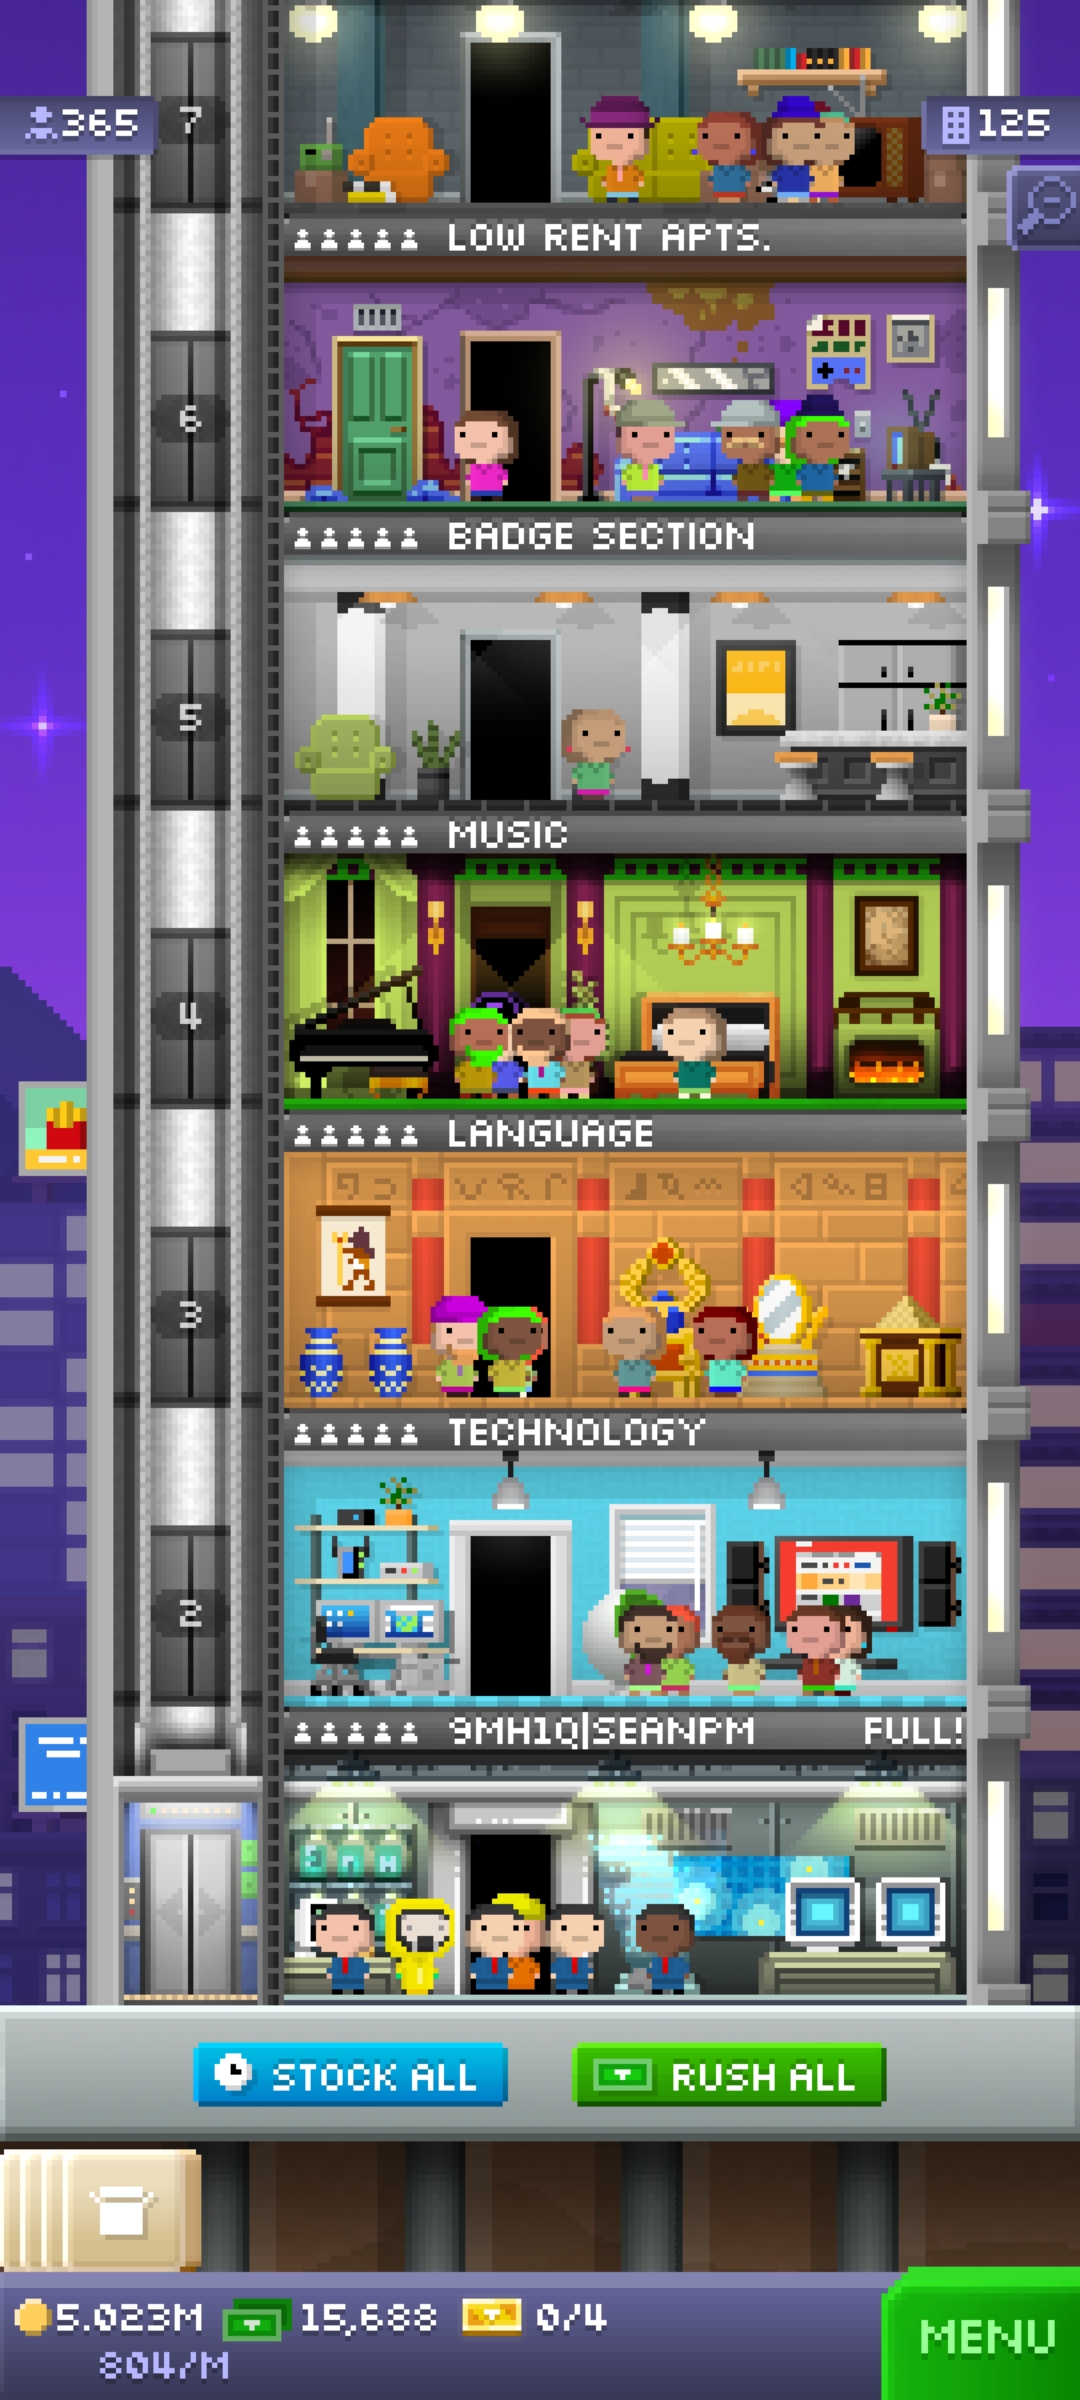 365
7
125
LOW RENT APTS.
6
BADGE SECTION
5
MUSIC
4
LANGUAGE
3
TECHNOLOGY
2
9MH1Q|SEANPM FULL!
STOCK ALL
RUSH ALL
5.023M 15,688 0/4
804/M
MENU